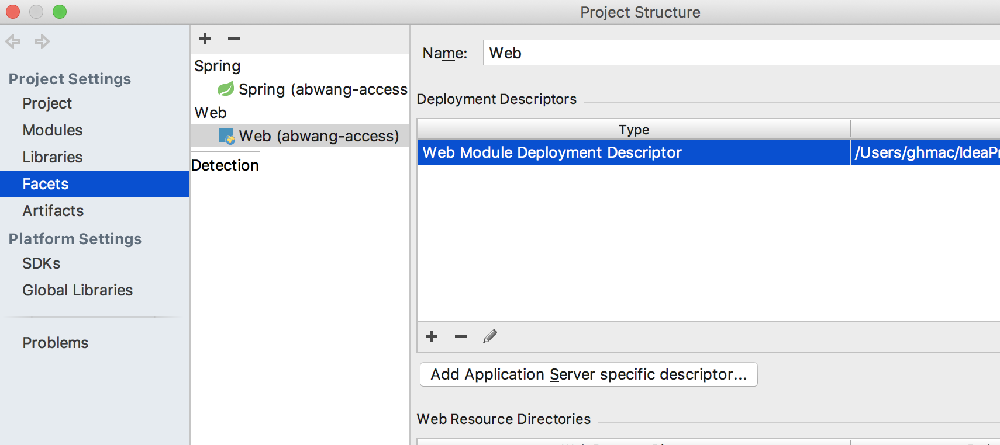 Project Structure
Project Settings
Project
Modules
Libraries
Facets
Artifacts
Platform Settings
SDKs
Global Libraries
Problems
Spring
Spring (abwang-access)
Web
Web (abwang-access)
Detection
Name: Web
Deployment Descriptors
Type
Web Module Deployment Descriptor /Users/ghmac/IdeaPr
Add Application Server specific descriptor...
Web Resource Directories